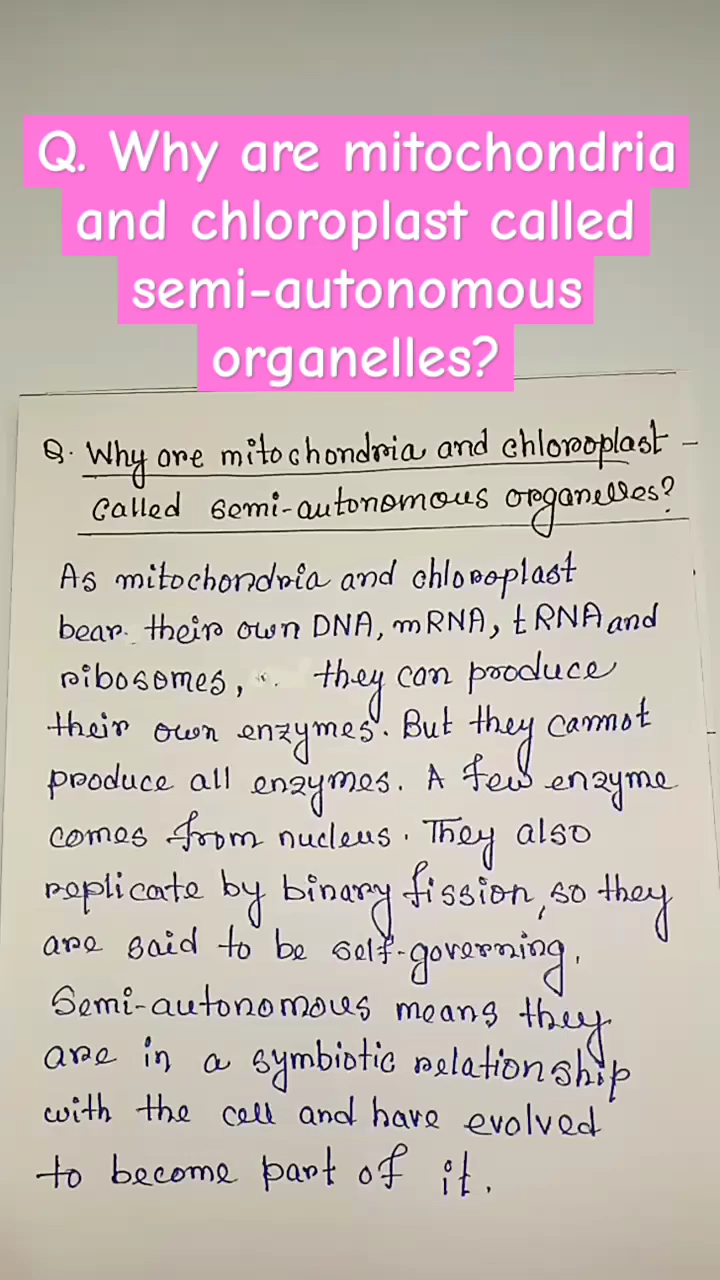 Q. Why are mitochondria
and chloroplast called
semi-autonomous
organelles?
Q. Why are mitochondria and chloroplast
called semi-autonomous organelles?
As mitochondria and chloroplast
bear their own DNA, mRNA, tRNA and
ribosomes, they can produce
their own enzymes. But they cannot
produce all enzymes. A few enzyme
comes from nucleus. They also
replicate by binary fission, so they
are said to be self-governing.
Semi-autonomous means they
are in a symbiotic relationship
with the cell and have evolved
to become part of it.